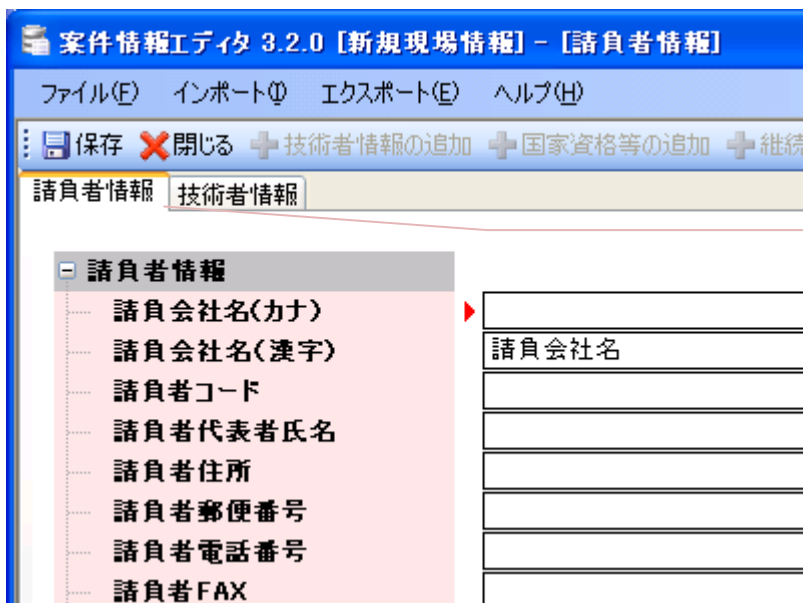 案件情報エディタ 3.2.0 [新規現場情報] - [請負者情報]
ファイル(F) インポート(I) エクスポート(E) ヘルプ(H)
保存 閉じる 技術者情報の追加 国家資格等の追加 継続
請負者情報 技術者情報
請負者情報
請負会社名(カナ)
請負会社名(漢字) 請負会社名
請負者コード
請負者代表者氏名
請負者住所
請負者郵便番号
請負者電話番号
請負者FAX